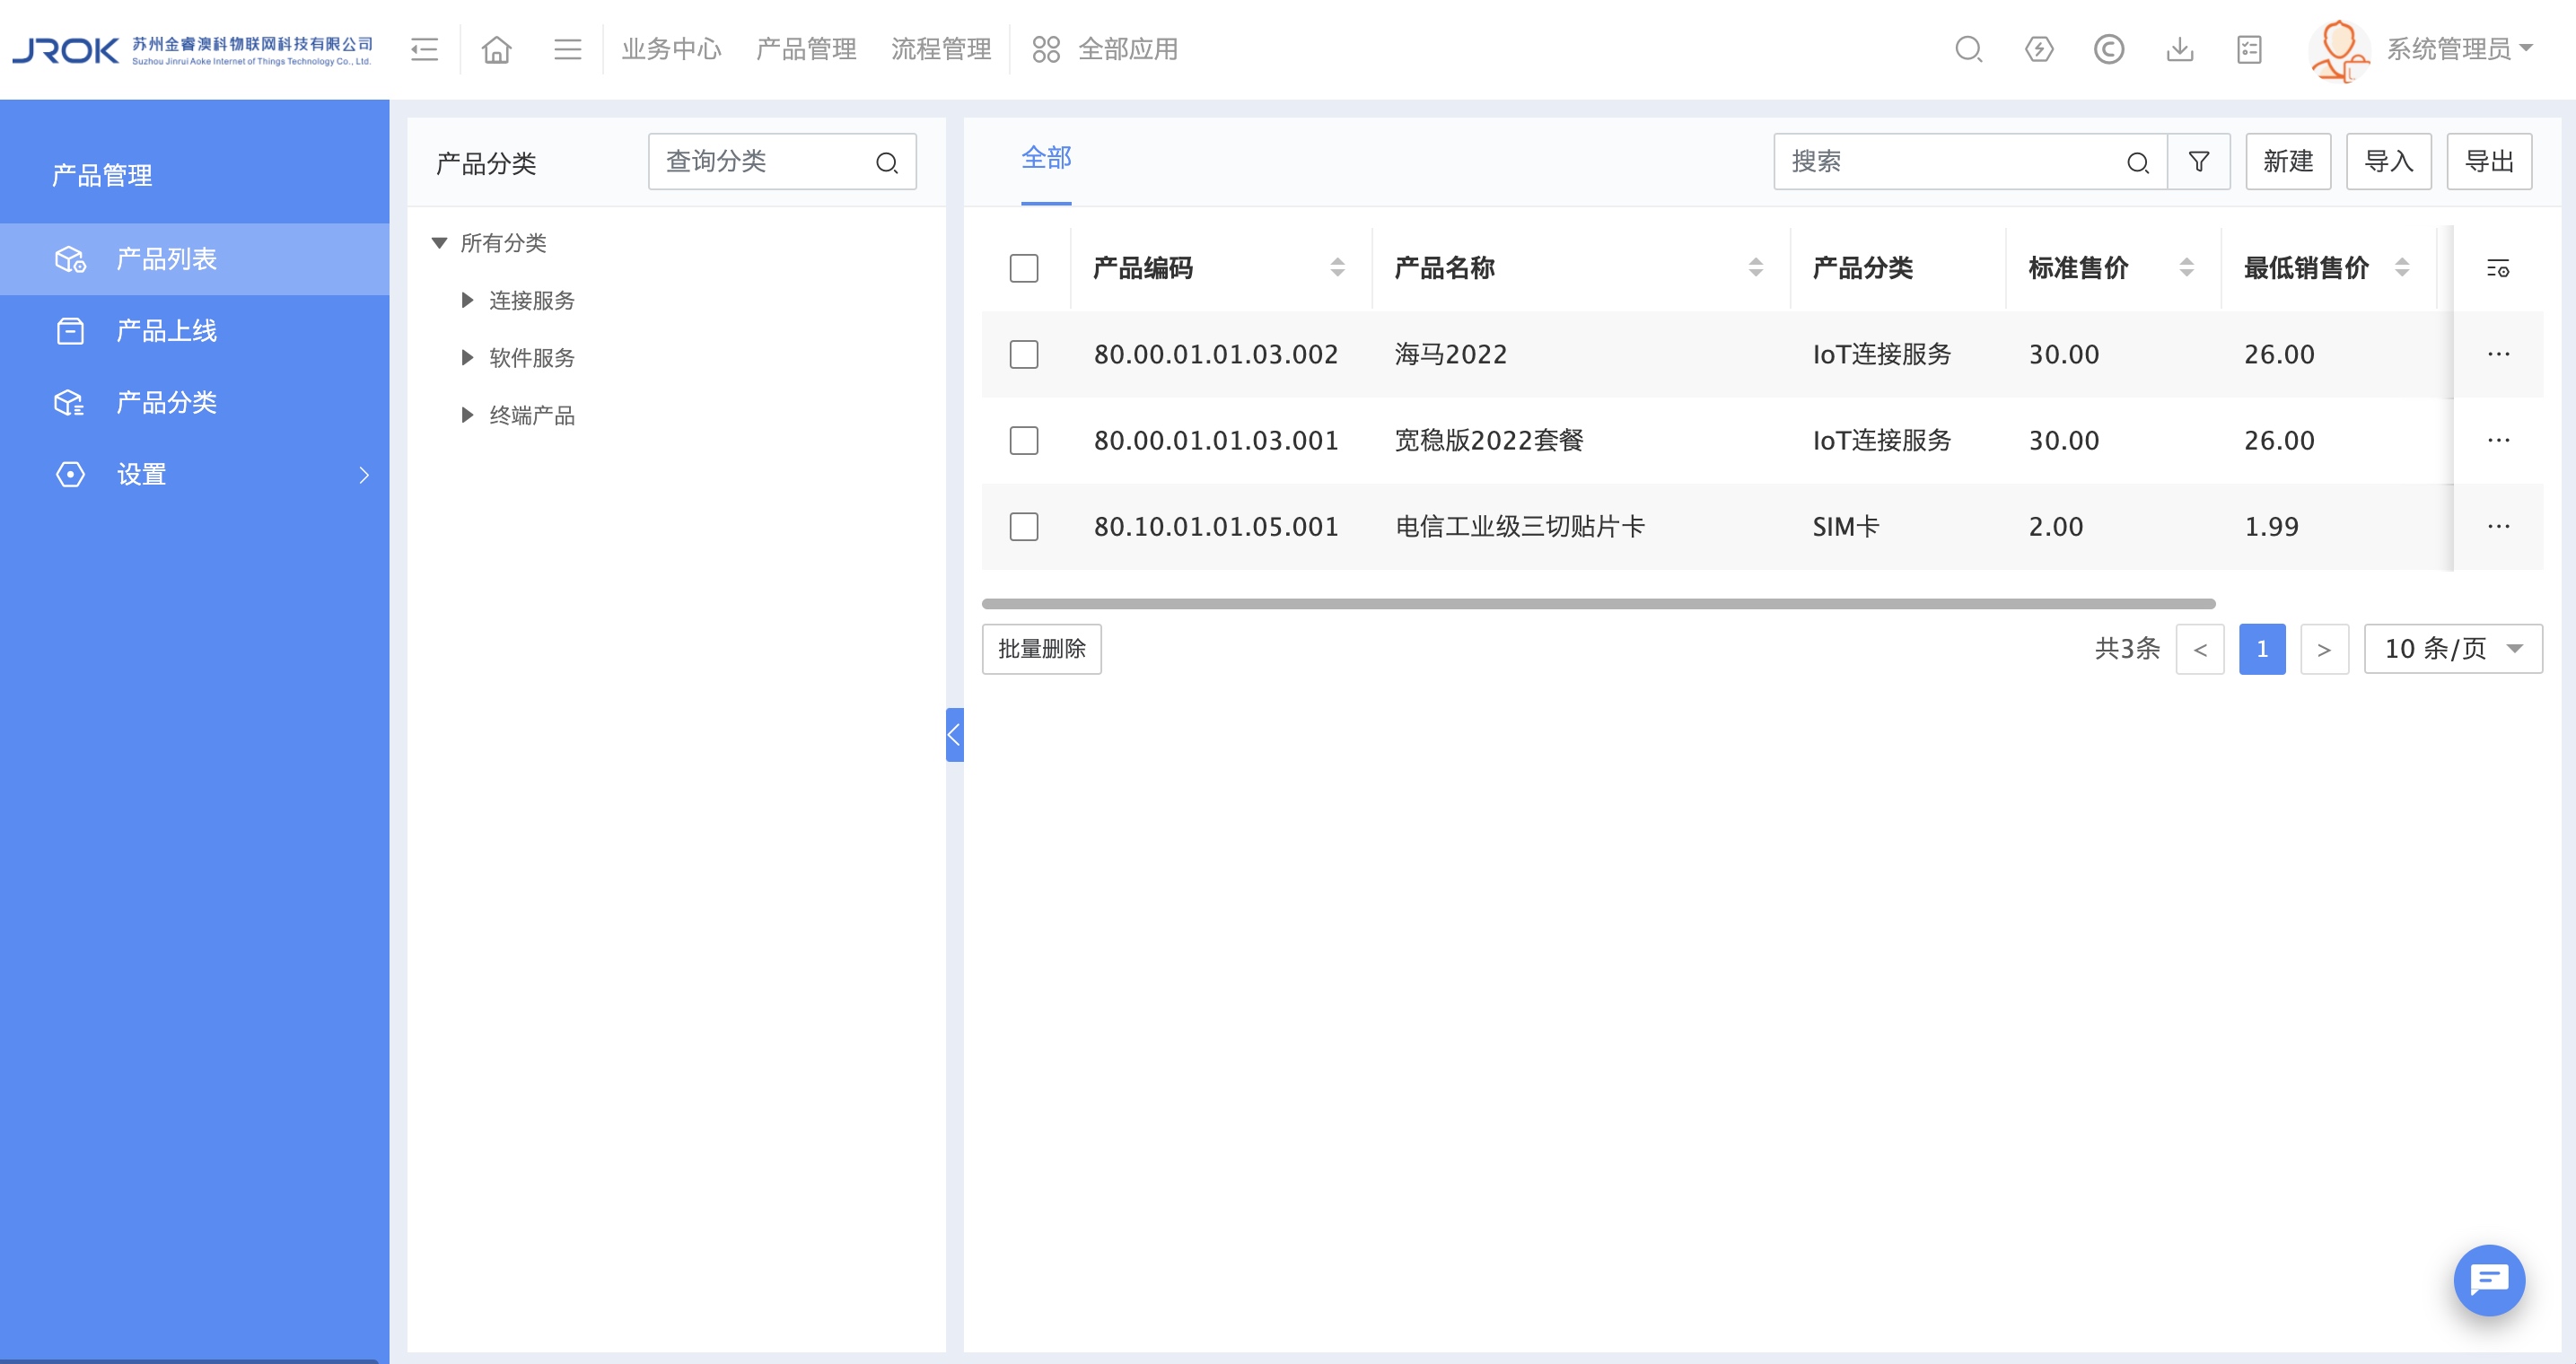 JROK 苏州金睿澳科物联网科技有限公司
Suzhou Jinrui Aoke Internet of Things Technology Co., Ltd.
业务中心 产品管理 流程管理 全部应用 系统管理员
产品管理
产品列表
产品上线
产品分类
设置
产品分类 查询分类
所有分类
连接服务
软件服务
终端产品
全部 搜索 新建 导入 导出
产品编码 产品名称 产品分类 标准售价 最低销售价
80.00.01.01.03.002 海马2022 IoT连接服务 30.00 26.00 ...
80.00.01.01.03.001 宽稳版2022套餐 IoT连接服务 30.00 26.00 ...
80.10.01.01.05.001 电信工业级三切贴片卡 SIM卡 2.00 1.99 ...
批量删除 共3条 < 1 > 10 条/页